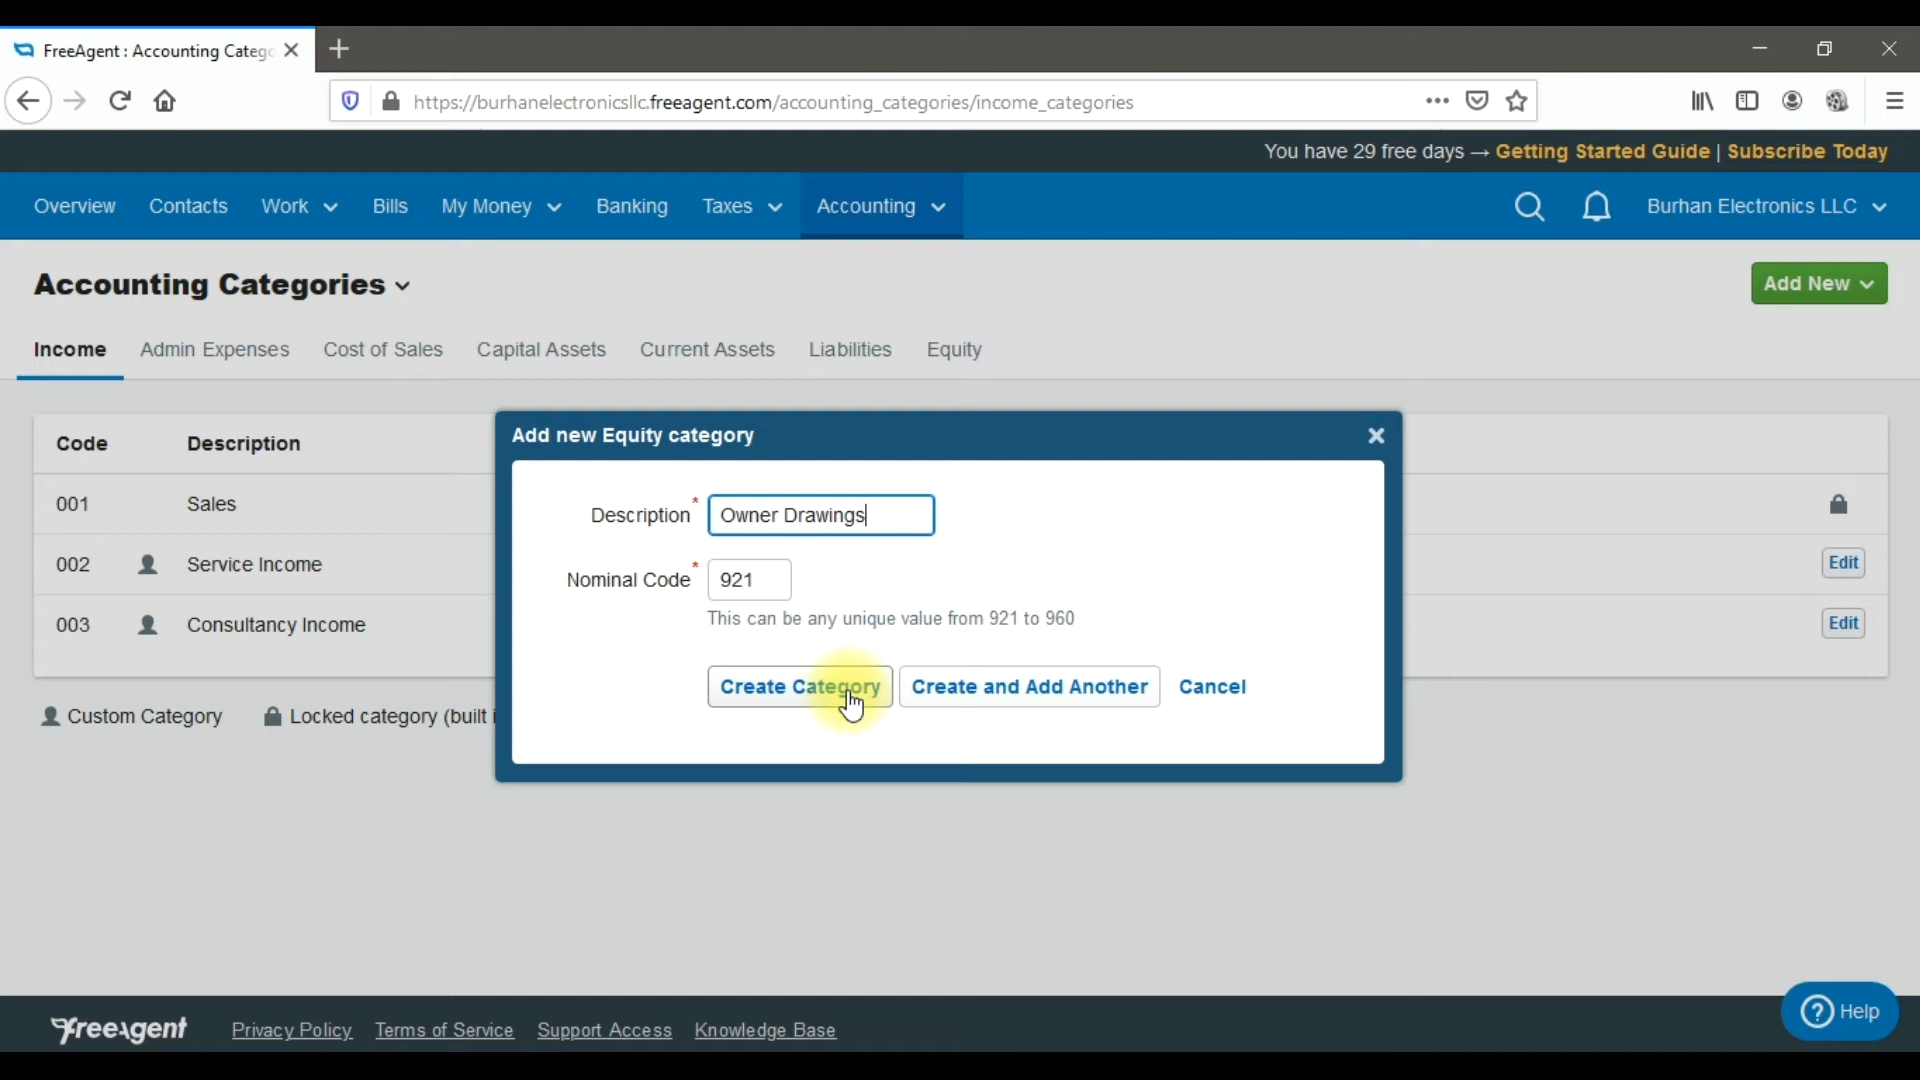 FreeAgent : Accounting Catego
https://burhanelectronicsllc.freeagent.com/accounting_categories/income_categories
You have 29 free days → Getting Started Guide | Subscribe Today
Overview Contacts Work Bills My Money Banking Taxes Accounting Burhan Electronics LLC
Accounting Categories Add New
Income Admin Expenses Cost of Sales Capital Assets Current Assets Liabilities Equity
Code Description
001 Sales
002 Service Income Edit
003 Consultancy Income Edit
Custom Category Locked category (built i
Add new Equity category
Description * Owner Drawings
Nominal Code * 921
This can be any unique value from 921 to 960
Create Category Create and Add Another Cancel
FreeAgent Privacy Policy Terms of Service Support Access Knowledge Base
? Help